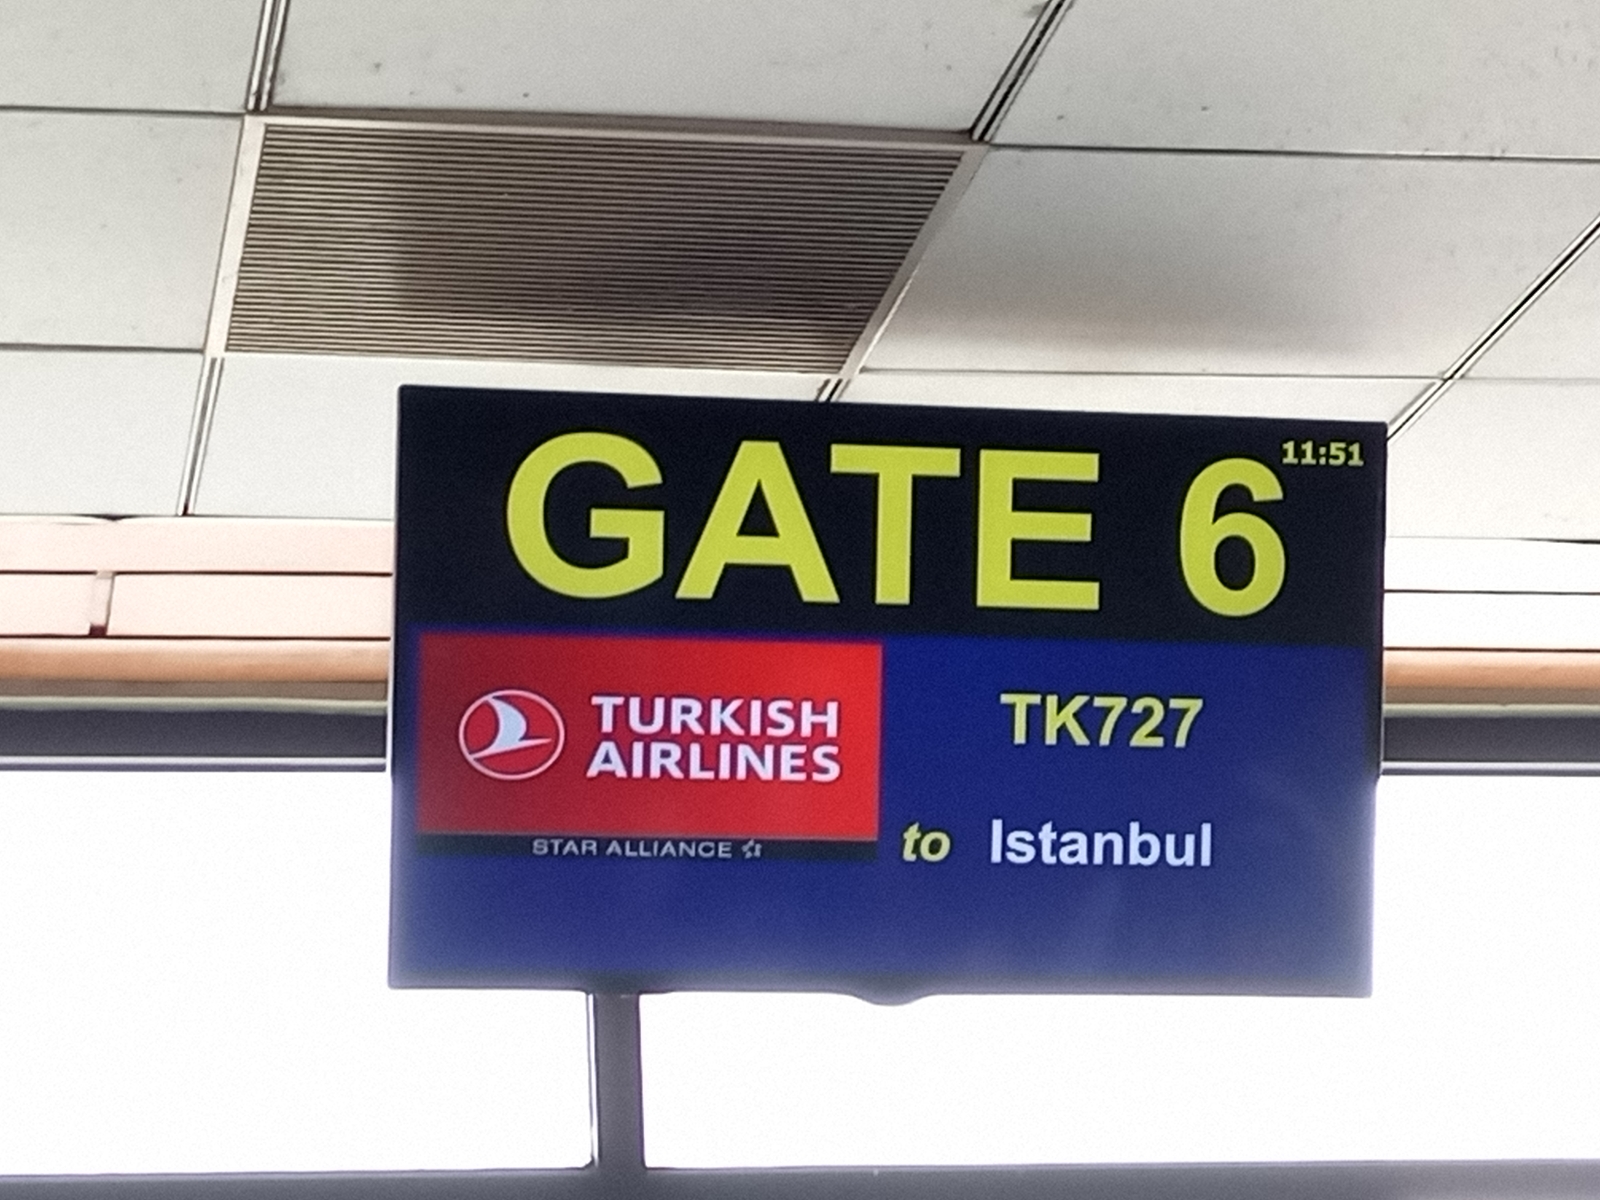 GATE 6
11:51
TURKISH
AIRLINES
STAR ALLIANCE
TK727
to Istanbul